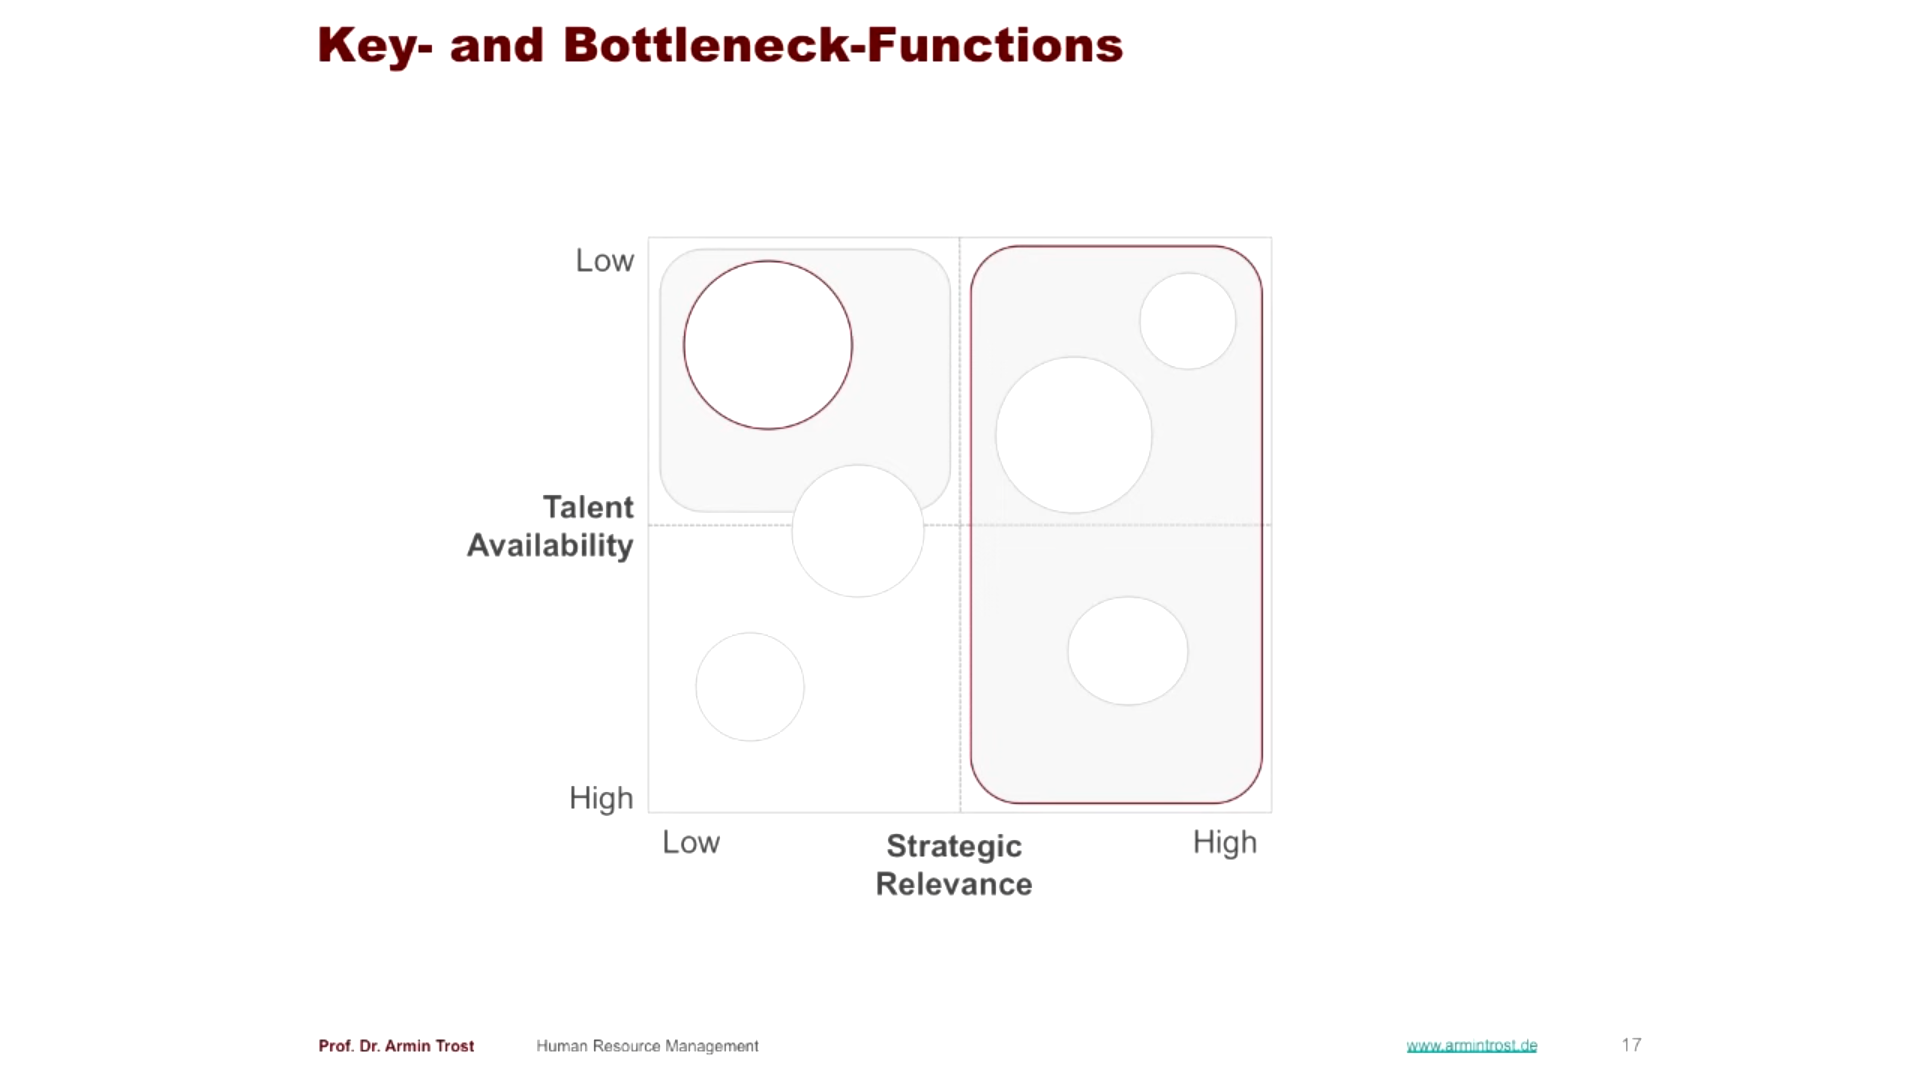 Key- and Bottleneck-Functions
Low
Talent
Availability
High
Low
Strategic
Relevance
High
Prof. Dr. Armin Trost
Human Resource Management
www.armintrost.de
17